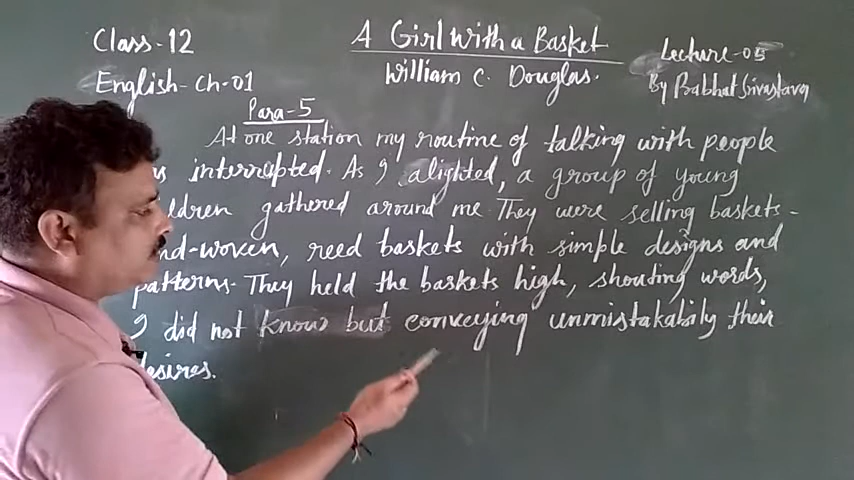 Class-12
A Girl With a Basket
Lecture-05
English-Ch-01
William C. Douglas.
By Prabhat Srivastava
Para-5
At one station my routine of talking with people
interrupted. As I alighted, a group of young
gathered around me. They were selling baskets-
woven, reed baskets with simple designs and
patterns. They held the baskets high, shouting words,
I did not know but conveying unmistakabily their
desires.